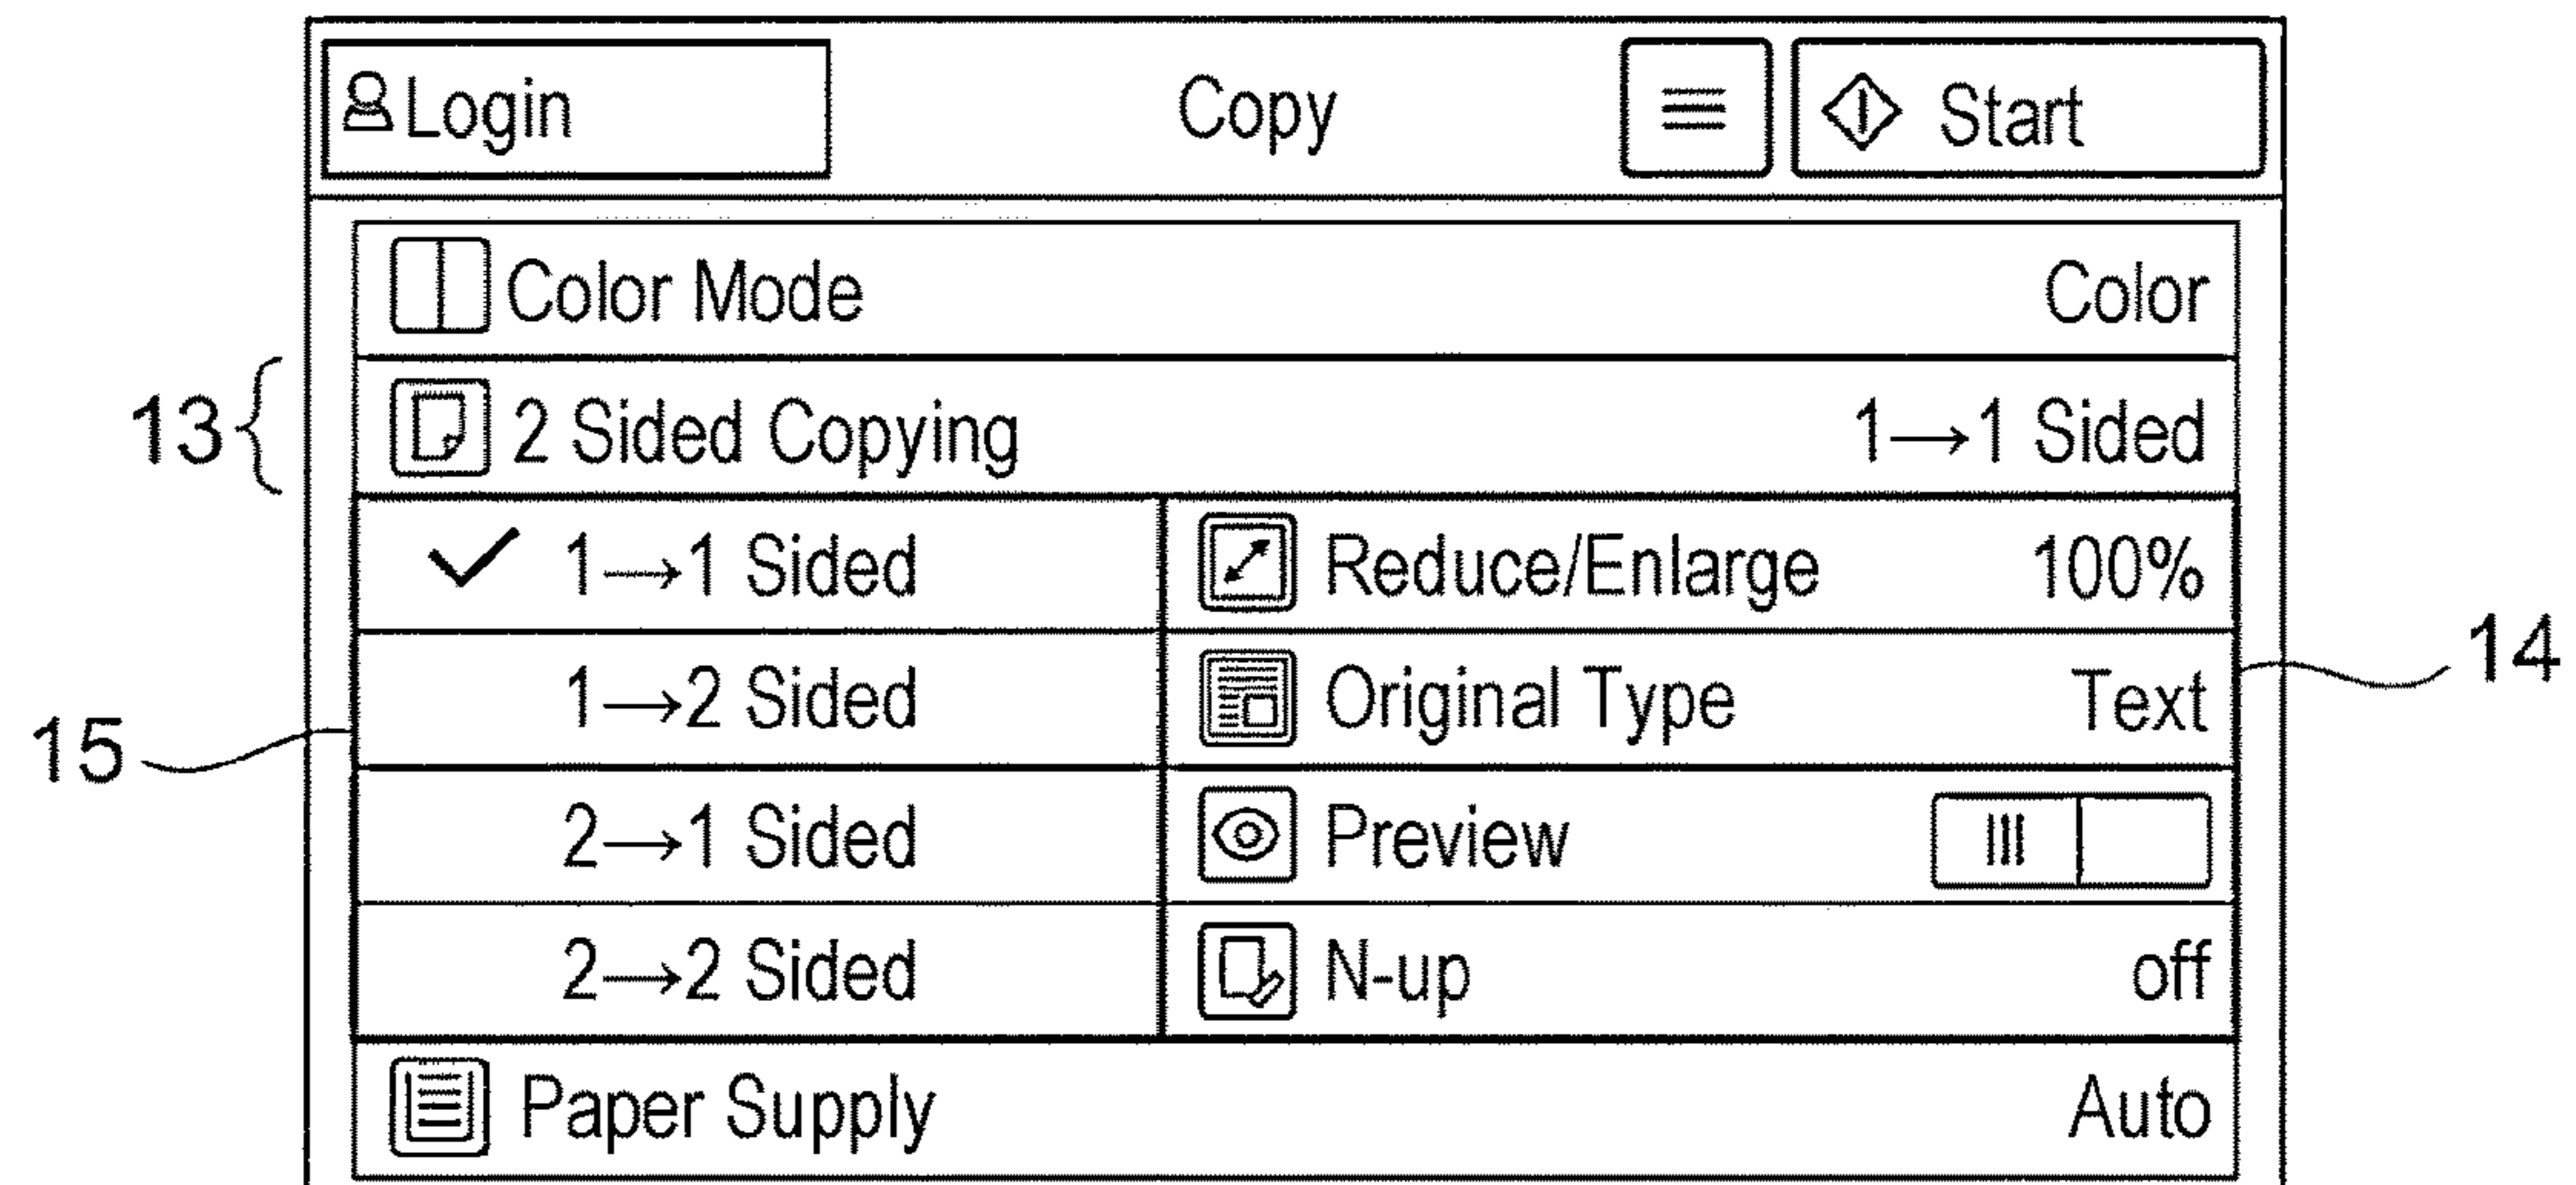 Login Copy Start
Color Mode Color
13 2 Sided Copying 1→1 Sided
1→1 Sided Reduce/Enlarge 100%
1→2 Sided Original Type Text 14
15
2→1 Sided Preview
2→2 Sided N-up off
Paper Supply Auto